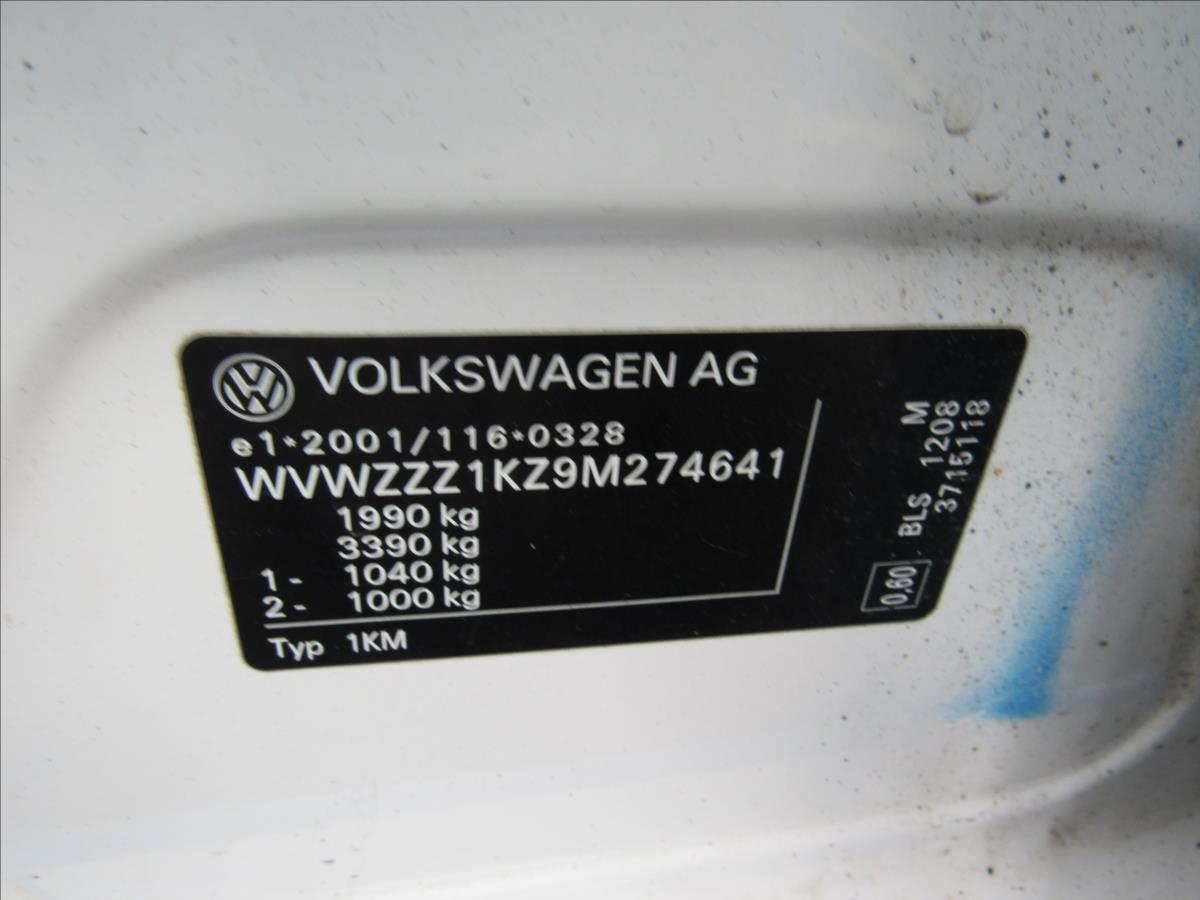 VOLKSWAGEN AG
e1*2001/116*0328
WVWZZZ1KZ9M274641
1990 kg
3390 kg
1- 1040 kg
2- 1000 kg
Typ 1KM
M
BLS 1208
3715118
0,60